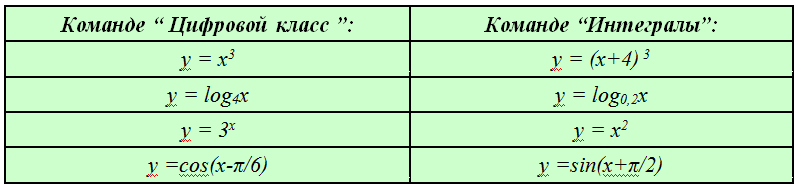 Команде “ Цифровой класс ”: Команде “Интегралы”:
y = x³ y = (x+4) ³
y = log₄x y = log₀,₂x
y = 3ˣ y = x²
y =cos(x-π/6) y =sin(x+π/2)